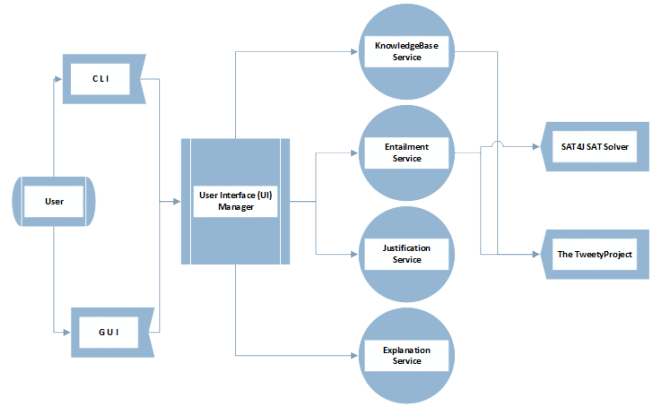 KnowledgeBase
Service
C L I
Entailment
Service
SAT4J SAT Solver
User
User Interface (UI)
Manager
Justification
Service
The TweetyProject
G U I
Explanation
Service